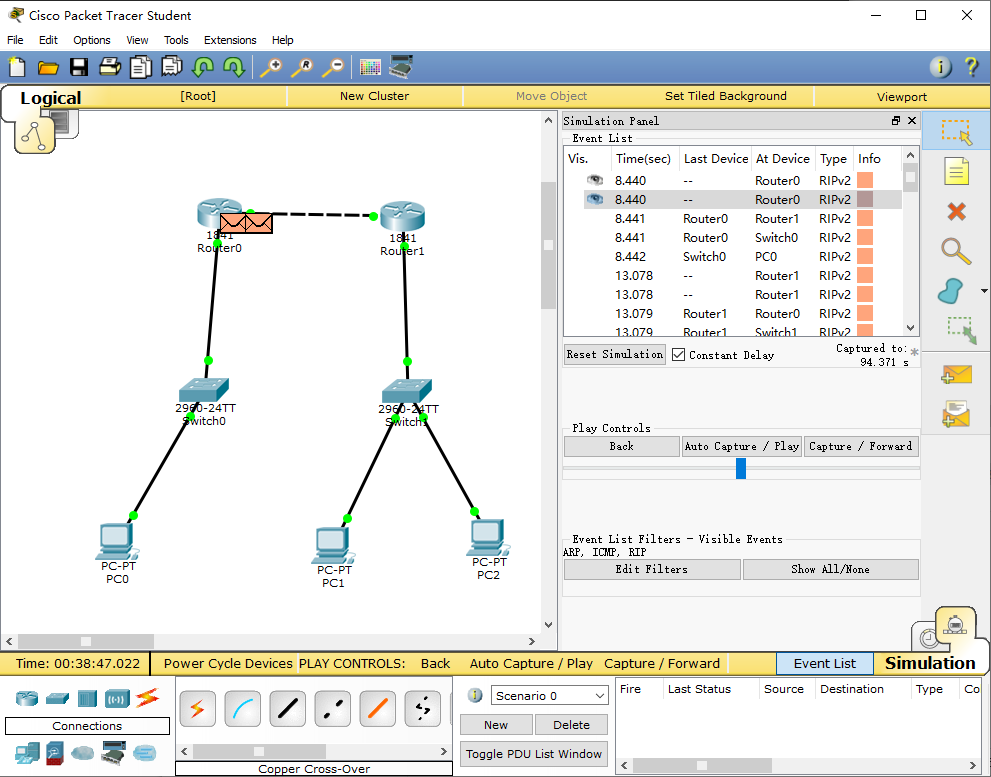 Cisco Packet Tracer Student
File Edit Options View Tools Extensions Help
Logical [Root] New Cluster Move Object Set Tiled Background Viewport
1841
Router0
1841
Router1
2960-24TT
Switch0
2960-24TT
Switch1
PC-PT
PC0
PC-PT
PC1
PC-PT
PC2
Simulation Panel
Event List
Vis. Time(sec) Last Device At Device Type Info
8.440 -- Router0 RIPv2
8.440 -- Router0 RIPv2
8.441 Router0 Router1 RIPv2
8.441 Router0 Switch0 RIPv2
8.442 Switch0 PC0 RIPv2
13.078 -- Router1 RIPv2
13.078 -- Router1 RIPv2
13.079 Router1 Router0 RIPv2
13.079 Router1 Switch1 RIPv2
Reset Simulation Constant Delay Captured to: *
94.371 s
Play Controls
Back Auto Capture / Play Capture / Forward
Event List Filters - Visible Events
ARP, ICMP, RIP
Edit Filters Show All/None
Time: 00:38:47.022 Power Cycle Devices PLAY CONTROLS: Back Auto Capture / Play Capture / Forward Event List Simulation
Connections
Copper Cross-Over
Scenario 0
New Delete
Toggle PDU List Window
Fire Last Status Source Destination Type Co